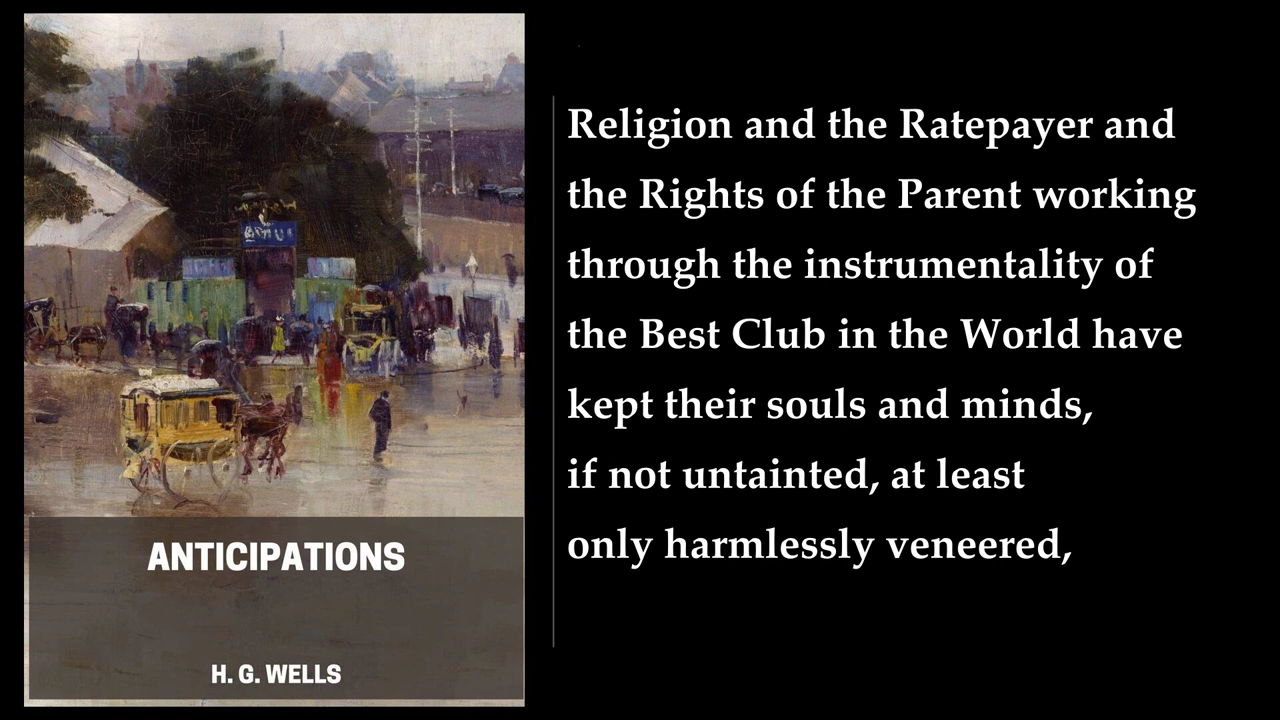 ANTICIPATIONS
H. G. WELLS
Religion and the Ratepayer and
the Rights of the Parent working
through the instrumentality of
the Best Club in the World have
kept their souls and minds,
if not untainted, at least
only harmlessly veneered,